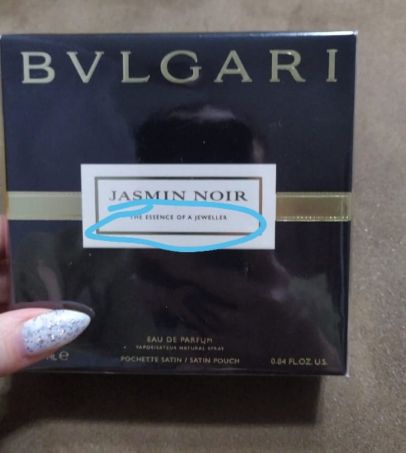 BVLGARI
JASMIN NOIR
THE ESSENCE OF A JEWELLER
EAU DE PARFUM
VAPORISATEUR NATURAL SPRAY
ML℮ POCHETTE SATIN / SATIN POUCH 0.84 FL.OZ. U.S.